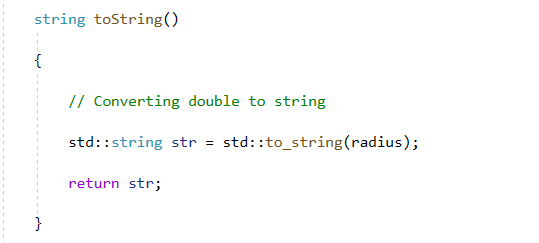 string toString()
{
// Converting double to string
std::string str = std::to_string(radius);
return str;
}